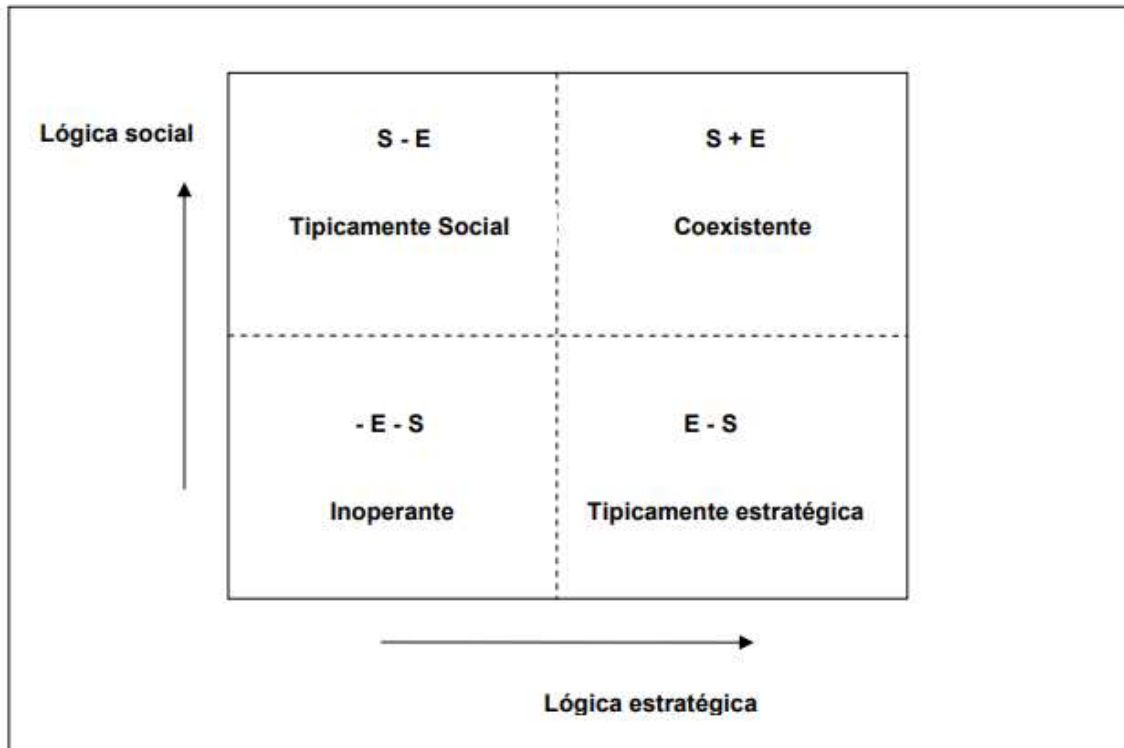 Lógica social
S - E
S + E
Tipicamente Social
Coexistente
- E - S
E - S
Inoperante
Tipicamente estratégica
Lógica estratégica